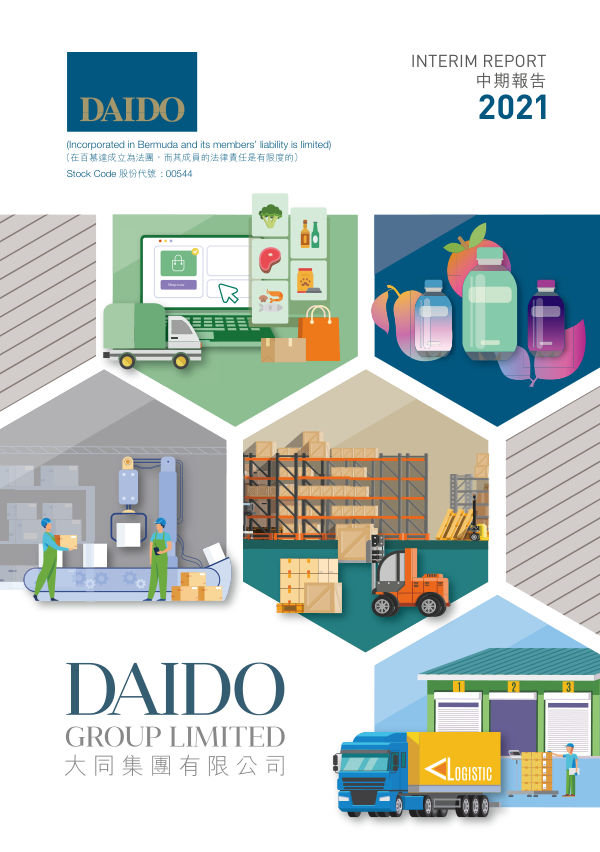 DAIDO
INTERIM REPORT
中期報告
2021
(Incorporated in Bermuda and its members' liability is limited)
（在百慕達成立為法團，而其成員的法律責任是有限度的）
Stock Code 股份代號：00544
Shop now
1
2
3
LOGISTIC
DAIDO
GROUP LIMITED
大同集團有限公司